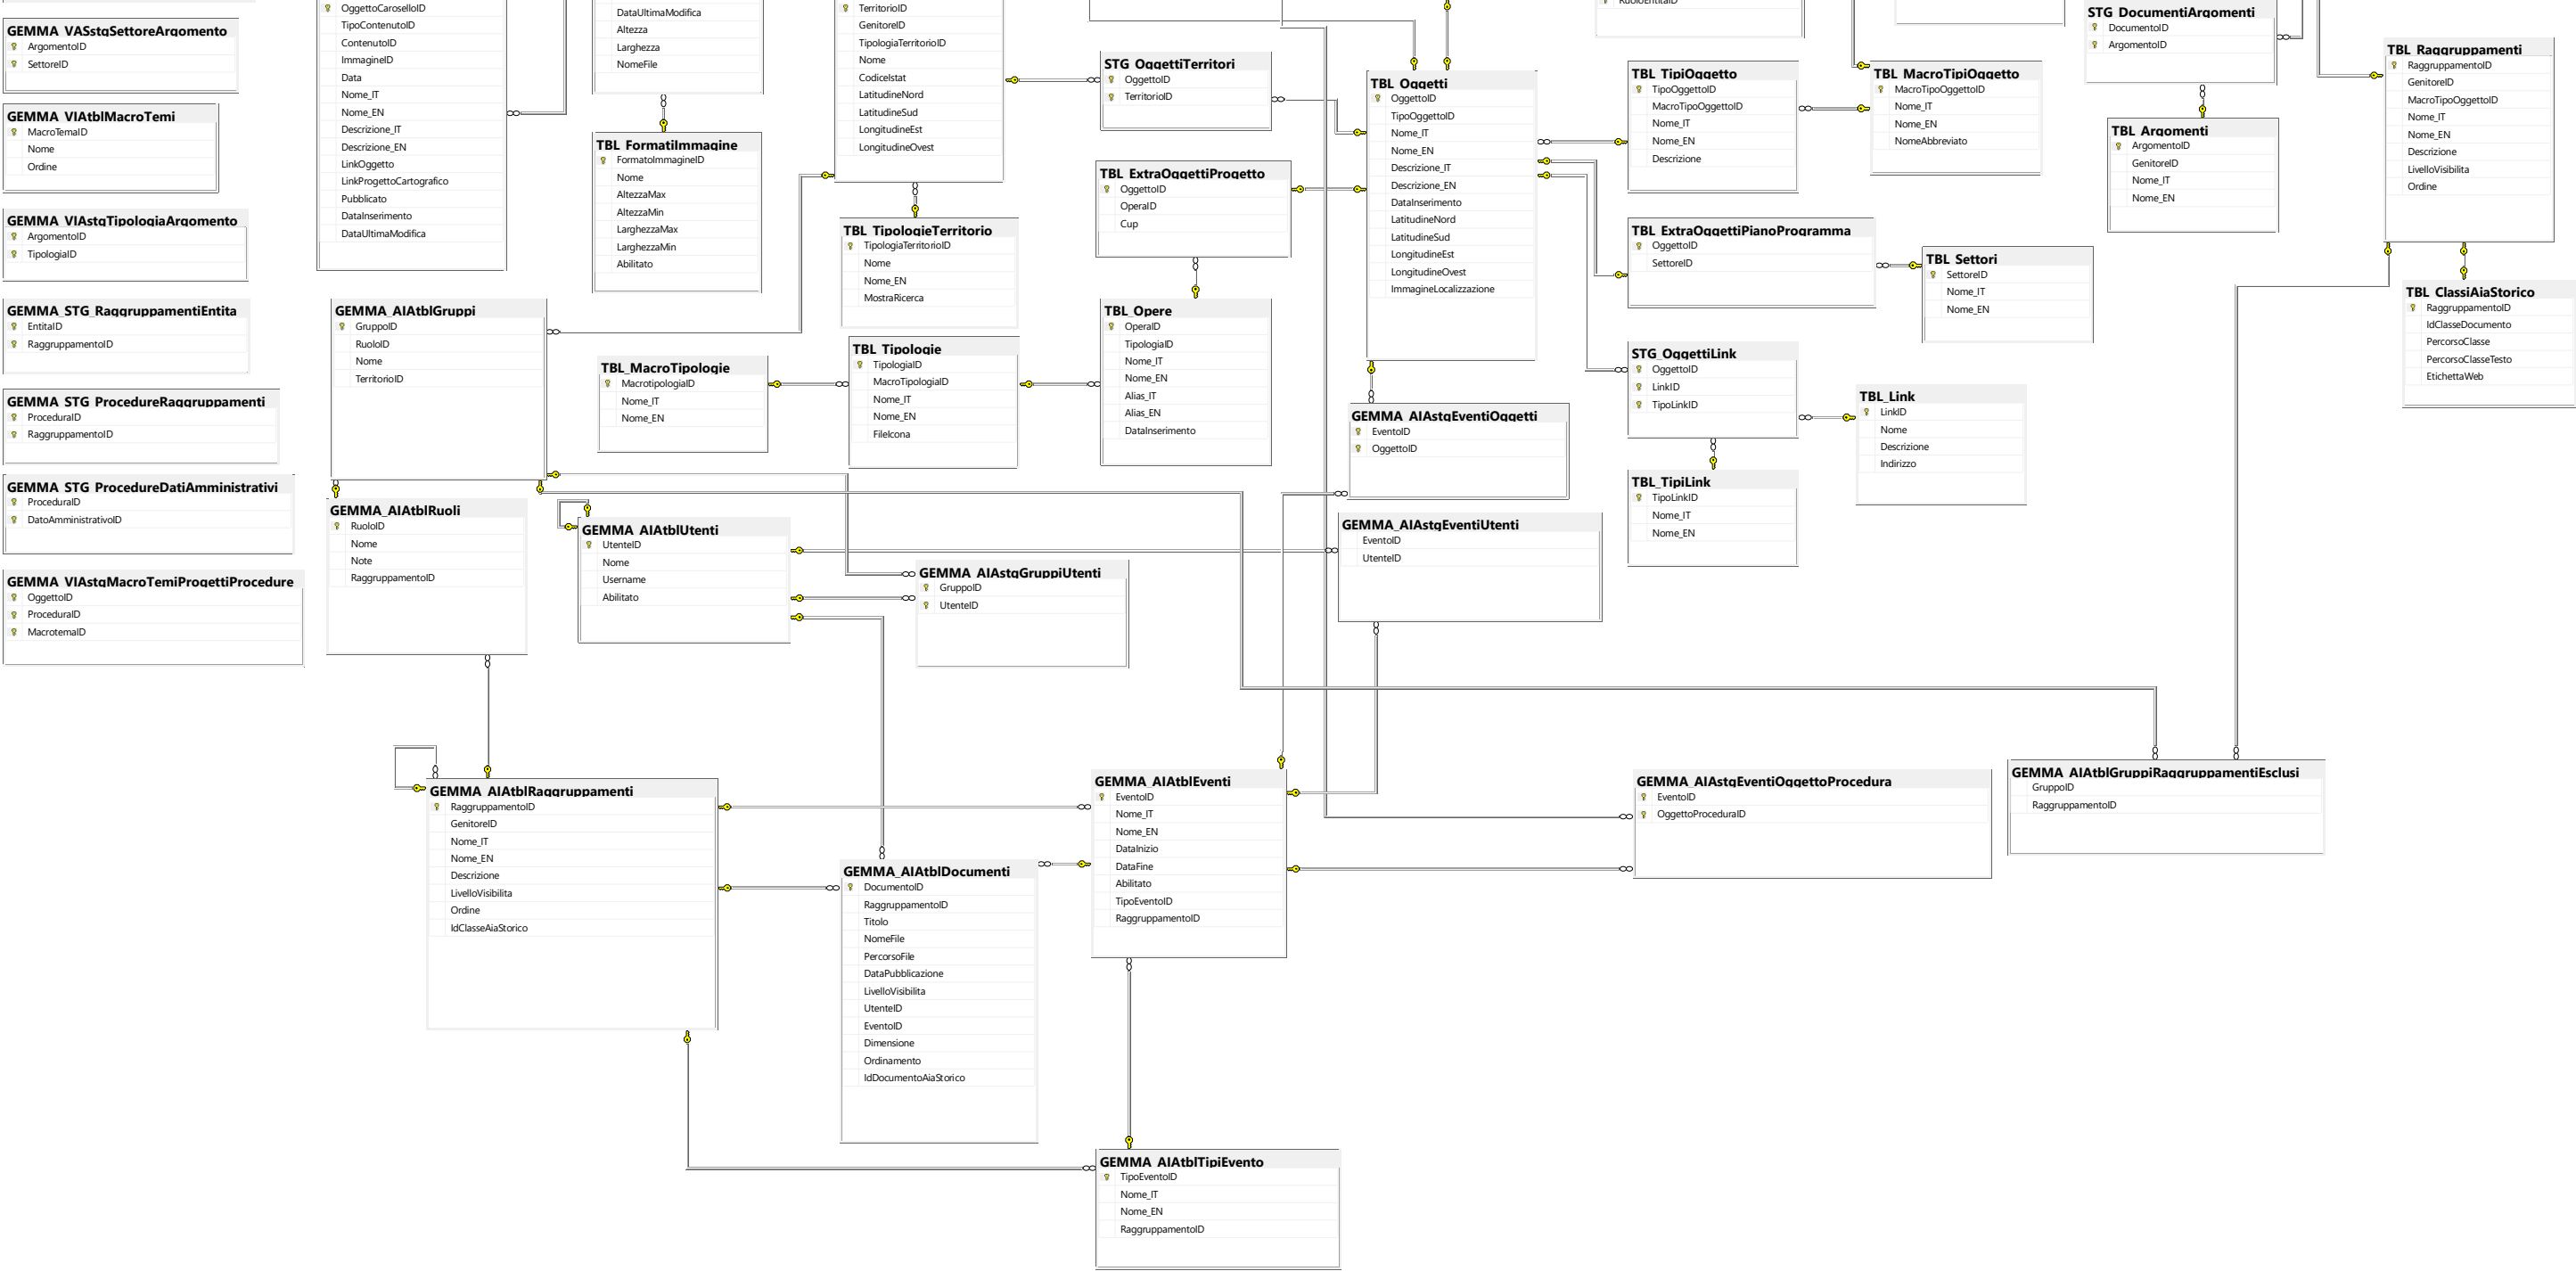 GEMMA_VASstgSettoreArgomento
ArgomentoID
SettoreID
GEMMA_VIAtblMacroTemi
MacroTemaID
Nome
Ordine
GEMMA_VIAstgTipologiaArgomento
ArgomentoID
TipologiaID
GEMMA_STG_RaggruppamentiEntita
EntitaID
RaggruppamentoID
GEMMA_STG_ProcedureRaggruppamenti
ProceduraID
RaggruppamentoID
GEMMA_STG_ProcedureDatiAmministrativi
ProceduraID
DatoAmministrativoID
GEMMA_VIAstgMacroTemiProgettiProcedure
OggettoID
ProceduraID
MacrotemaID
OggettoCaroselloID
TipoContenutoID
ContenutoID
ImmagineID
Data
Nome_IT
Nome_EN
Descrizione_IT
Descrizione_EN
LinkOggetto
LinkProgettoCartografico
Pubblicato
DataInserimento
DataUltimaModifica
DataUltimaModifica
Altezza
Larghezza
NomeFile
TBL_FormatiImmagine
FormatoImmagineID
Nome
AltezzaMax
AltezzaMin
LarghezzaMax
LarghezzaMin
Abilitato
TerritorioID
GenitoreID
TipologiaTerritorioID
Nome
CodiceIstat
LatitudineNord
LatitudineSud
LongitudineEst
LongitudineOvest
TBL_TipologieTerritorio
TipologiaTerritorioID
Nome
Nome_EN
MostraRicerca
STG_OggettiTerritori
OggettoID
TerritorioID
TBL_ExtraOggettiProgetto
OggettoID
OperaID
Cup
TBL_Opere
OperaID
TipologiaID
Nome_IT
Nome_EN
Alias_IT
Alias_EN
DataInserimento
TBL_Tipologie
TipologiaID
MacroTipologiaID
Nome_IT
Nome_EN
FileIcona
TBL_MacroTipologie
MacrotipologiaID
Nome_IT
Nome_EN
GEMMA_AIAtblGruppi
GruppoID
RuoloID
Nome
TerritorioID
GEMMA_AIAtblRuoli
RuoloID
Nome
Note
RaggruppamentoID
GEMMA_AIAtblUtenti
UtenteID
Nome
Username
Abilitato
GEMMA_AIAstgGruppiUtenti
GruppoID
UtenteID
TBL_Oggetti
OggettoID
TipoOggettoID
Nome_IT
Nome_EN
Descrizione_IT
Descrizione_EN
DataInserimento
LatitudineNord
LatitudineSud
LongitudineEst
LongitudineOvest
ImmagineLocalizzazione
GEMMA_AIAstgEventiOggetti
EventoID
OggettoID
GEMMA_AIAstgEventiUtenti
EventoID
UtenteID
RuoloEntitaID
TBL_TipiOggetto
TipoOggettoID
MacroTipoOggettoID
Nome_IT
Nome_EN
Descrizione
TBL_MacroTipiOggetto
MacroTipoOggettoID
Nome_IT
Nome_EN
NomeAbbreviato
TBL_ExtraOggettiPianoProgramma
OggettoID
SettoreID
TBL_Settori
SettoreID
Nome_IT
Nome_EN
STG_OggettiLink
OggettoID
LinkID
TipoLinkID
TBL_Link
LinkID
Nome
Descrizione
Indirizzo
TBL_TipiLink
TipoLinkID
Nome_IT
Nome_EN
STG_DocumentiArgomenti
DocumentoID
ArgomentoID
TBL_Argomenti
ArgomentoID
GenitoreID
Nome_IT
Nome_EN
TBL_Raggruppamenti
RaggruppamentoID
GenitoreID
MacroTipoOggettoID
Nome_IT
Nome_EN
Descrizione
LivelloVisibilita
Ordine
TBL_ClassiAiaStorico
RaggruppamentoID
IdClasseDocumento
PercorsoClasse
PercorsoClasseTesto
EtichettaWeb
GEMMA_AIAtblRaggruppamenti
RaggruppamentoID
GenitoreID
Nome_IT
Nome_EN
Descrizione
LivelloVisibilita
Ordine
IdClasseAiaStorico
GEMMA_AIAtblDocumenti
DocumentoID
RaggruppamentoID
Titolo
NomeFile
PercorsoFile
DataPubblicazione
LivelloVisibilita
UtenteID
EventoID
Dimensione
Ordinamento
IdDocumentoAiaStorico
GEMMA_AIAtblEventi
EventoID
Nome_IT
Nome_EN
DataInizio
DataFine
Abilitato
TipoEventoID
RaggruppamentoID
GEMMA_AIAstgEventiOggettoProcedura
EventoID
OggettoProceduraID
GEMMA_AIAtblGruppiRaggruppamentiEsclusi
GruppoID
RaggruppamentoID
GEMMA_AIAtblTipiEvento
TipoEventoID
Nome_IT
Nome_EN
RaggruppamentoID